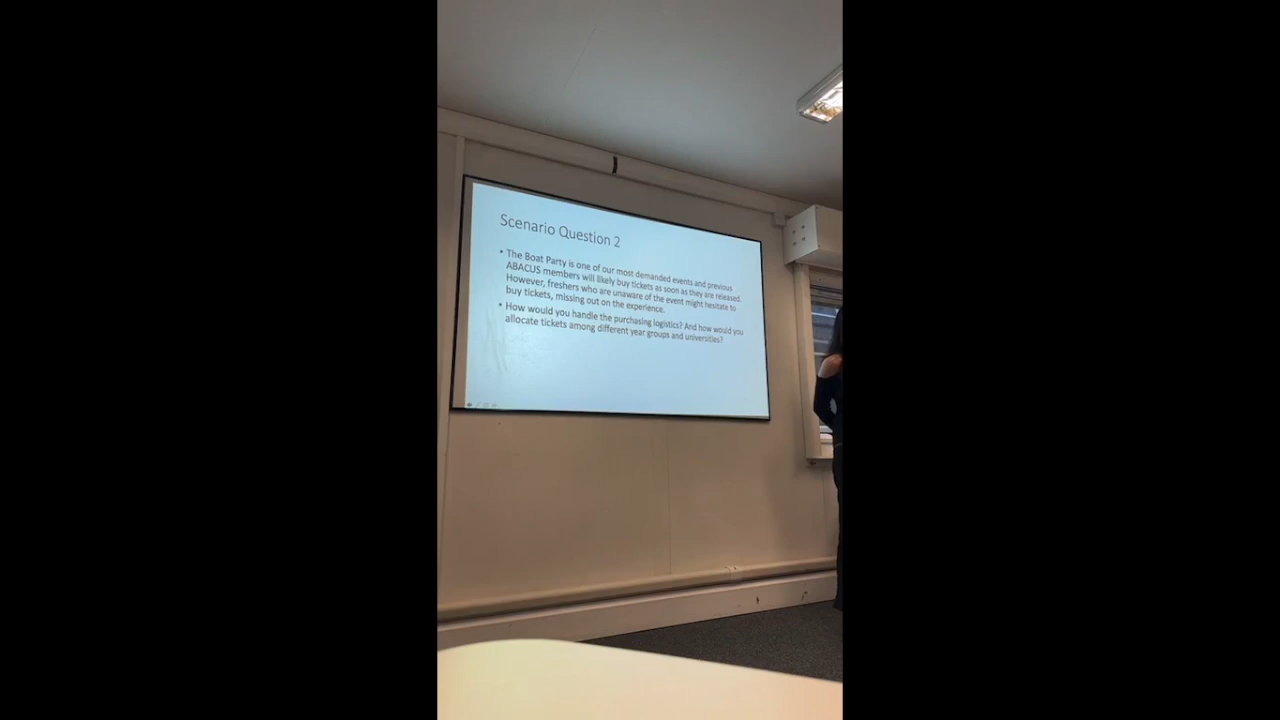 Scenario Question 2
• The Boat Party is one of our most demanded events and previous
ABACUS members will likely buy tickets as soon as they are released.
However, freshers who are unaware of the event might hesitate to
buy tickets, missing out on the experience.
• How would you handle the purchasing logistics? And how would you
allocate tickets among different year groups and universities?